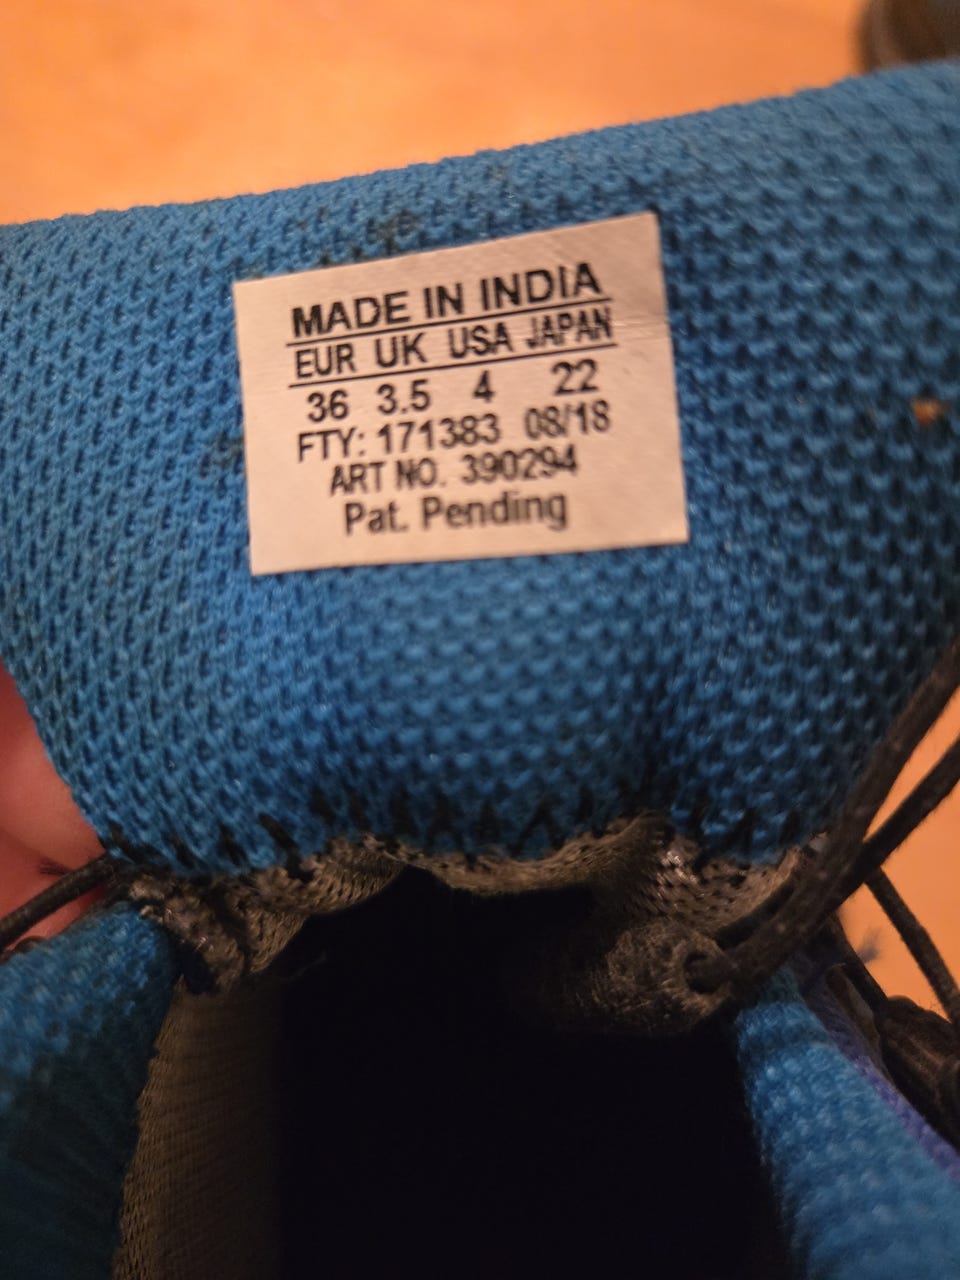 MADE IN INDIA
EUR UK USA JAPAN
36 3.5 4 22
FTY: 171383 08/18
ART NO. 390294
Pat. Pending